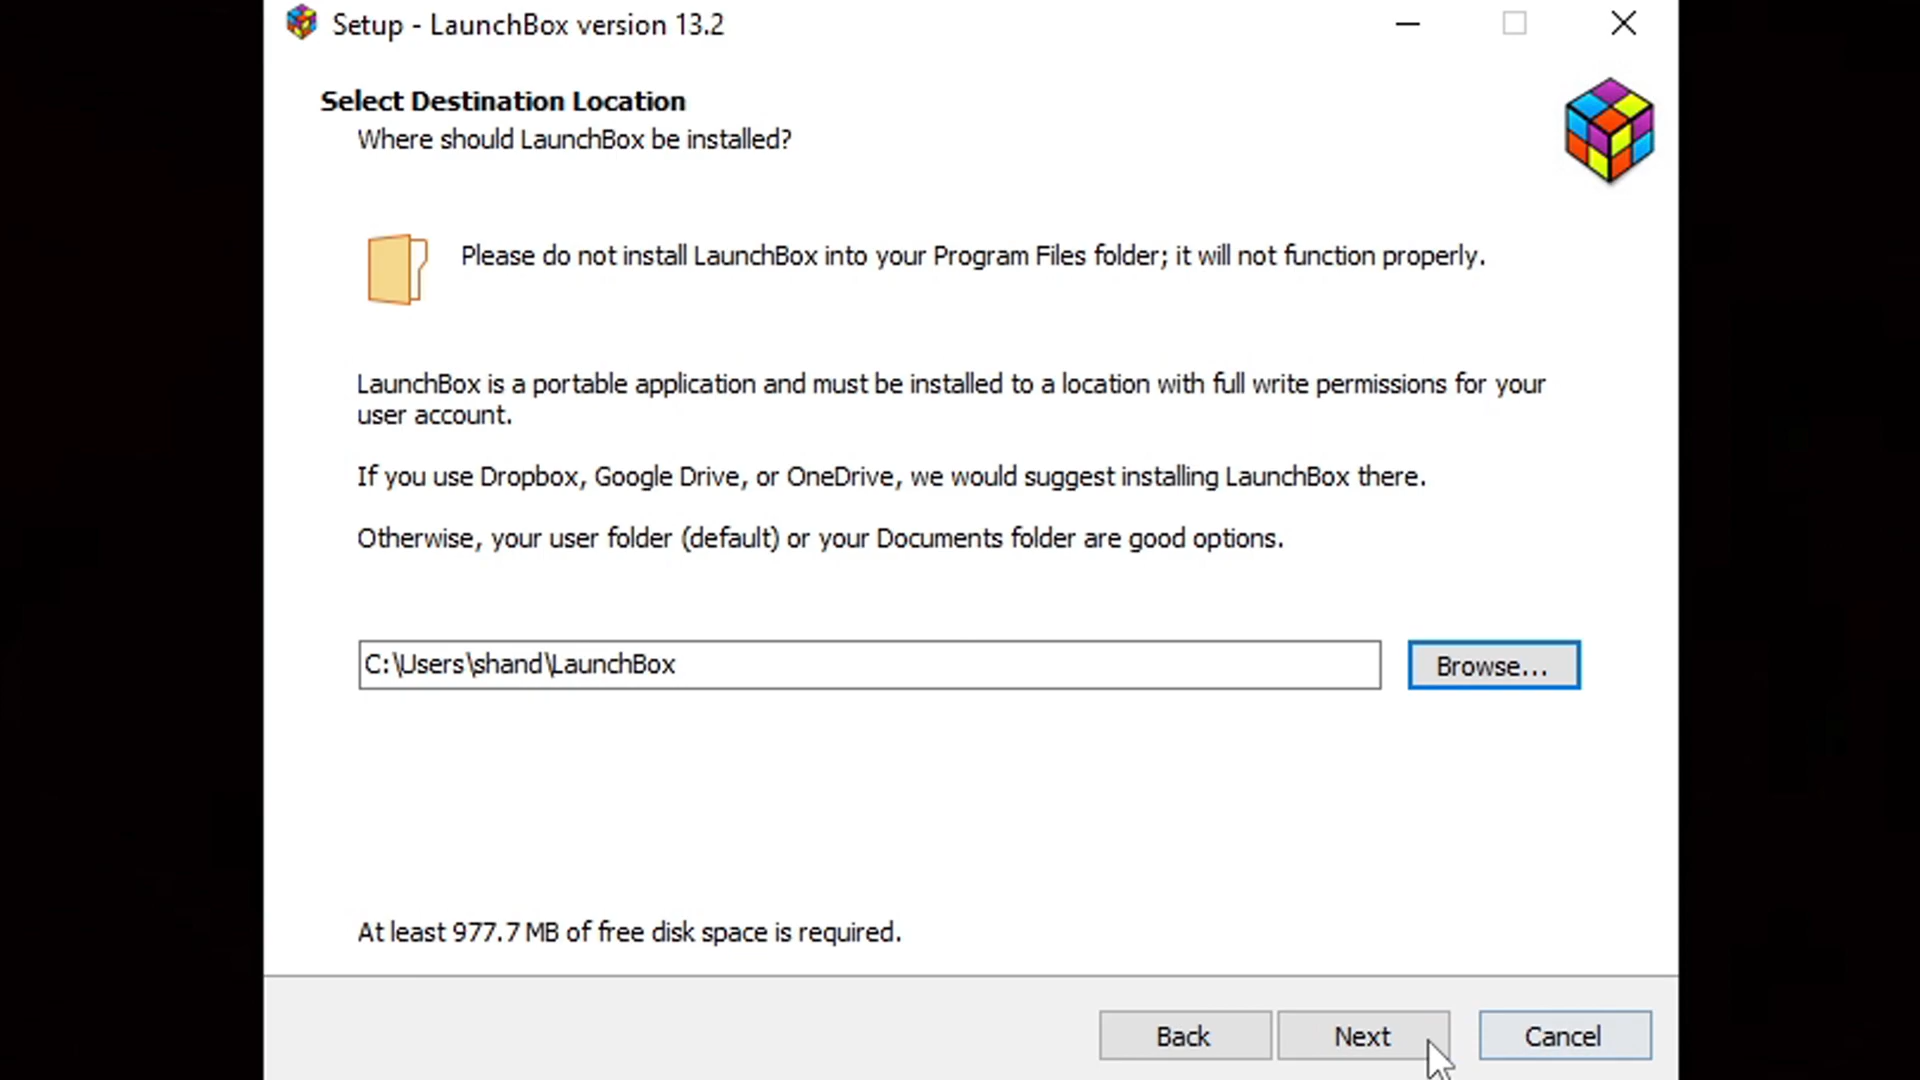 Setup - LaunchBox version 13.2
Select Destination Location
Where should LaunchBox be installed?
Please do not install LaunchBox into your Program Files folder; it will not function properly.
LaunchBox is a portable application and must be installed to a location with full write permissions for your
user account.
If you use Dropbox, Google Drive, or OneDrive, we would suggest installing LaunchBox there.
Otherwise, your user folder (default) or your Documents folder are good options.
C:\Users\shand\LaunchBox
Browse...
At least 977.7 MB of free disk space is required.
Back
Next
Cancel